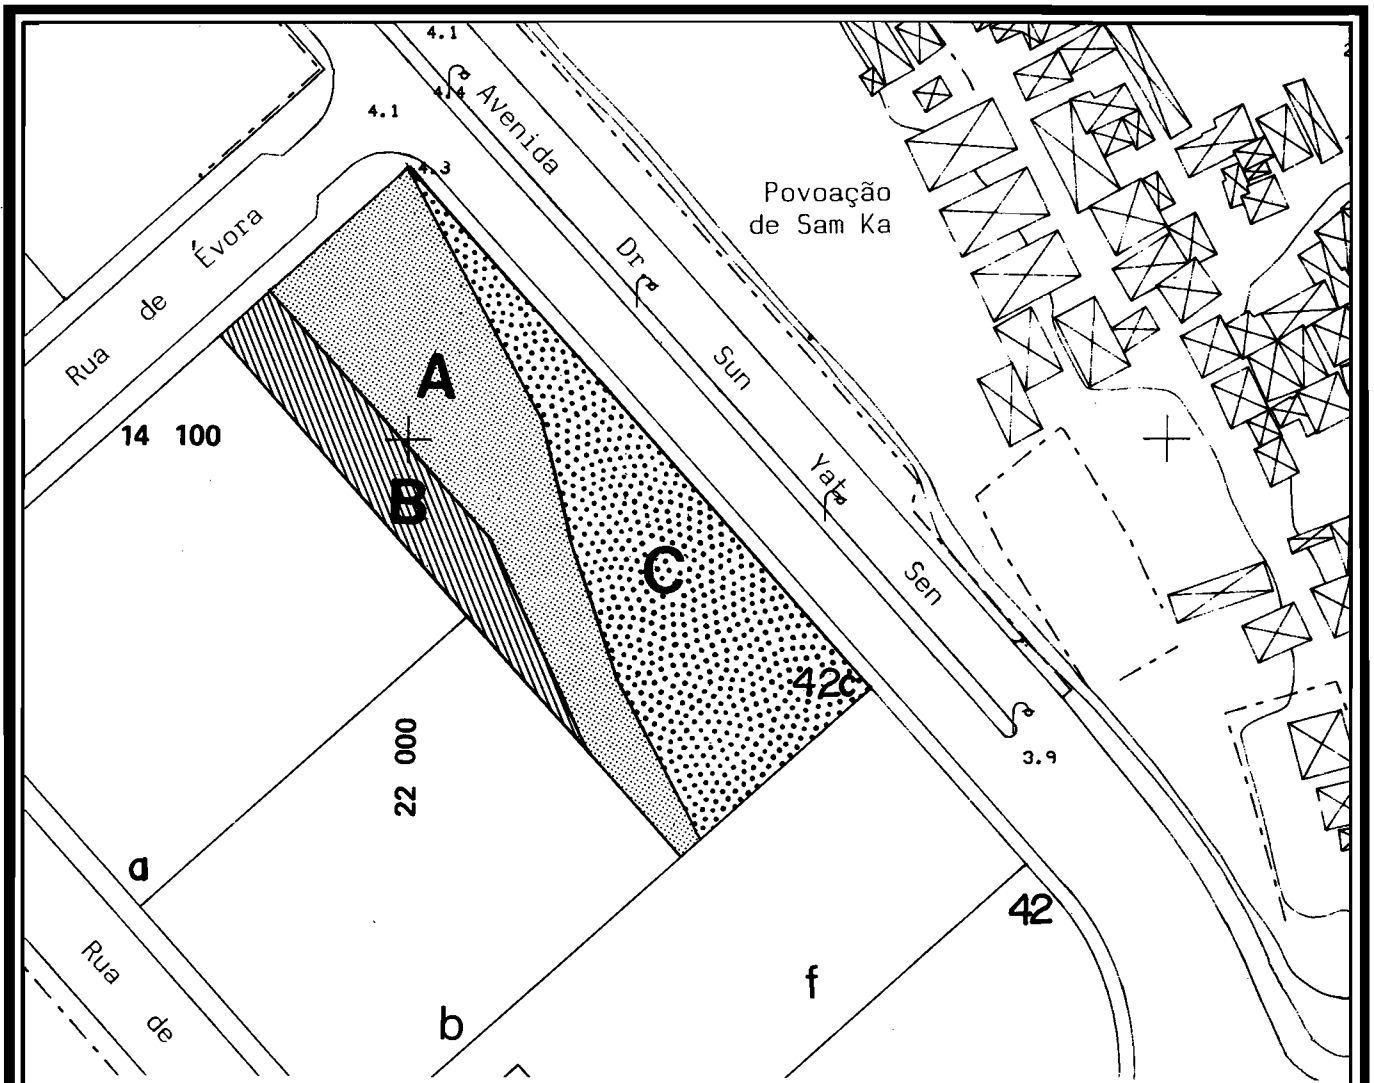 4.1
4.4
4.1
4.3
Avenida Dr Sun Yat Sen
Povoação
de Sam Ka
Rua de Évora
A
14 100
B
C
42c
22 000
3.9
a
42
Rua de
f
b